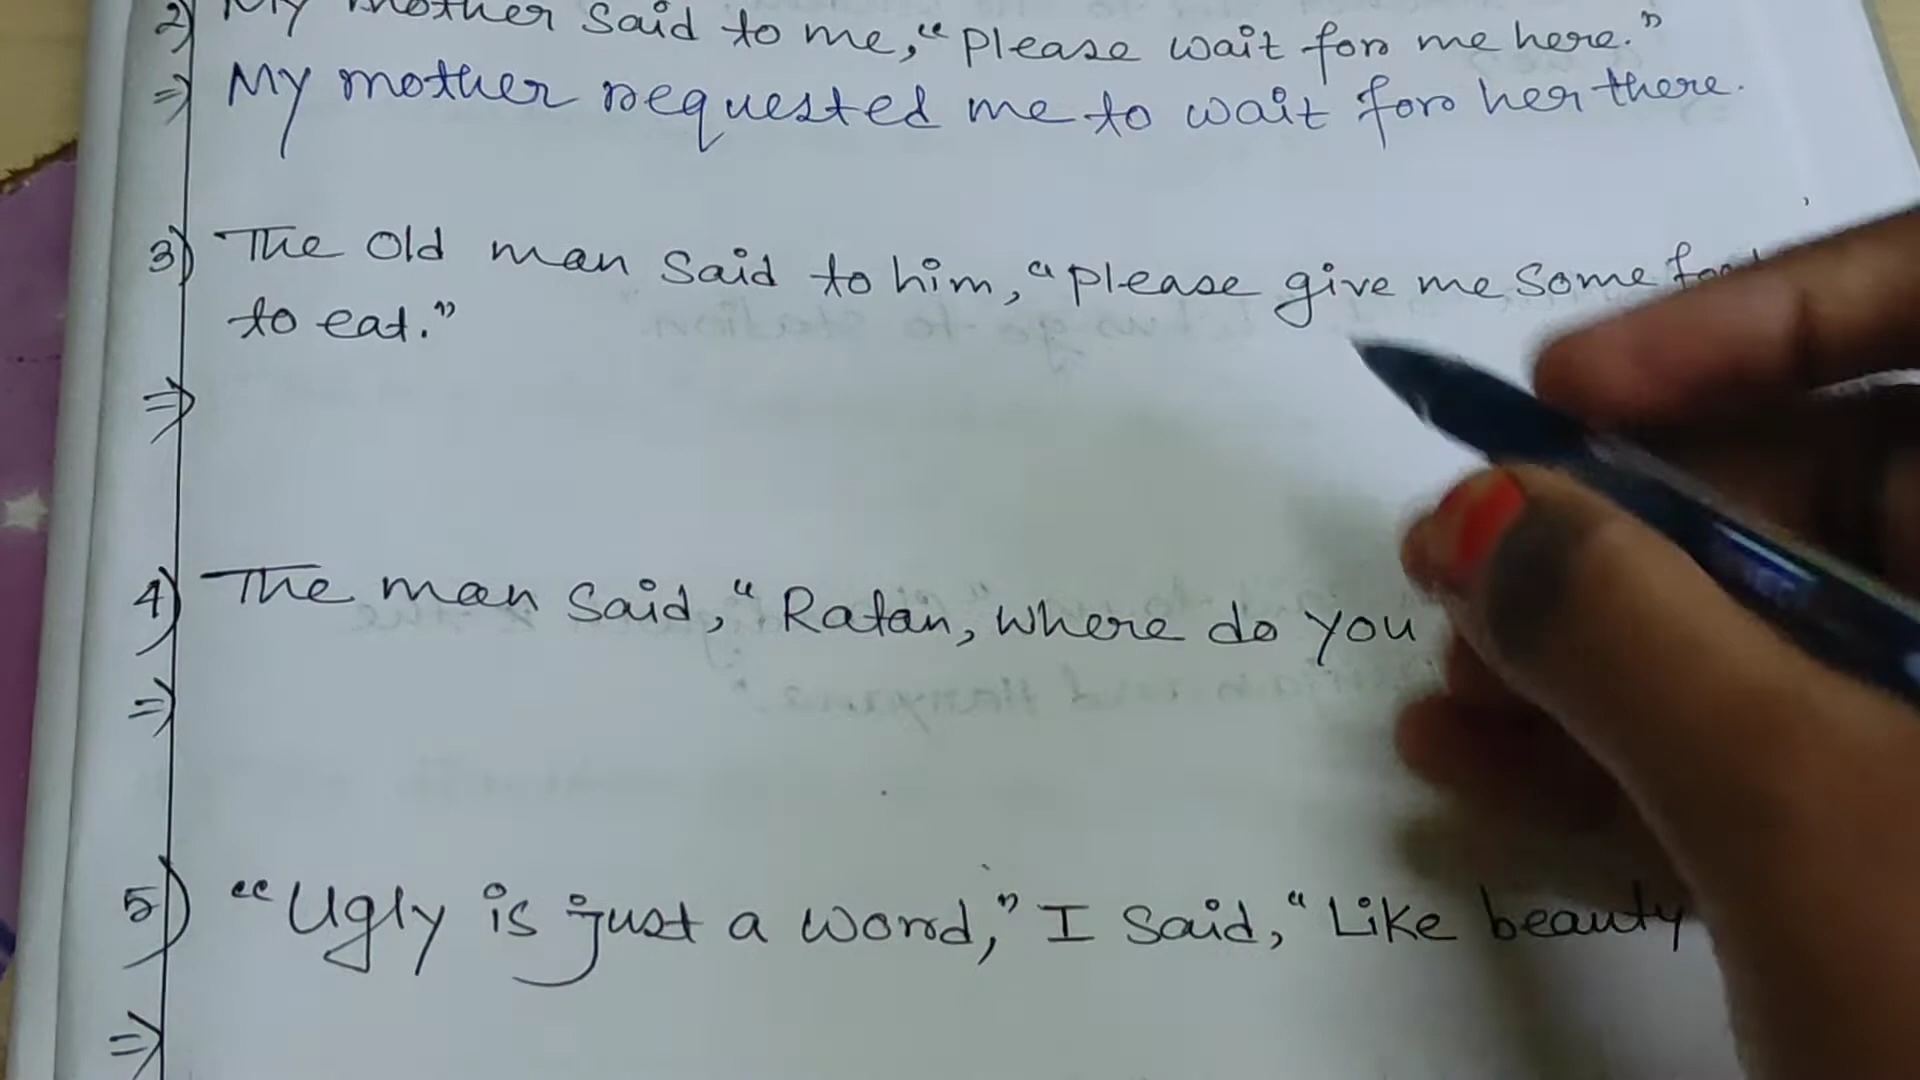 2) My mother said to me, "please wait for me here."
=> My mother requested me to wait for her there.
3) The old man said to him, "please give me some
to eat."
=>
4) The man said, "Ratan, where do you
=>
5) "Ugly is just a word," I said, "Like beauty
=>